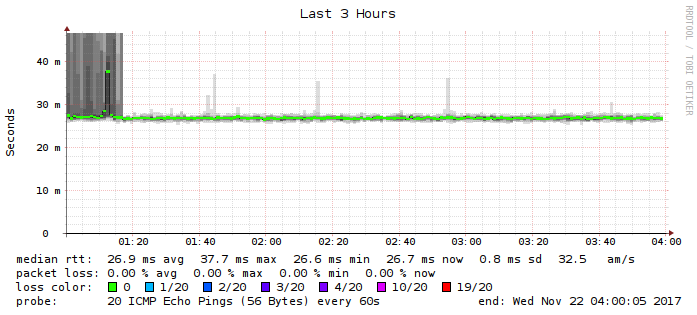 Last 3 Hours
RRDTOOL / TOBI OETIKER
Seconds
40 m
30 m
20 m
10 m
0
01:20 01:40 02:00 02:20 02:40 03:00 03:20 03:40 04:00
median rtt: 26.9 ms avg 37.7 ms max 26.6 ms min 26.7 ms now 0.8 ms sd 32.5 am/s
packet loss: 0.00 % avg 0.00 % max 0.00 % min 0.00 % now
loss color: 0 1/20 2/20 3/20 4/20 10/20 19/20
probe: 20 ICMP Echo Pings (56 Bytes) every 60s end: Wed Nov 22 04:00:05 2017